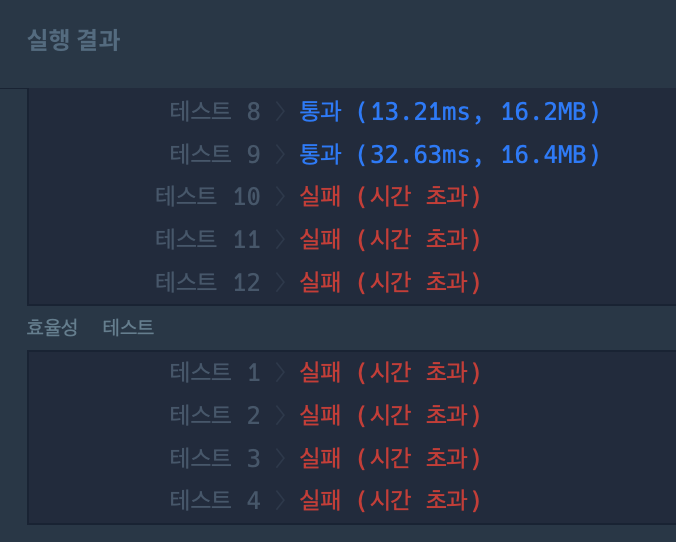 실행 결과
테스트 8 〉 통과 (13.21ms, 16.2MB)
테스트 9 〉 통과 (32.63ms, 16.4MB)
테스트 10 〉 실패 (시간 초과)
테스트 11 〉 실패 (시간 초과)
테스트 12 〉 실패 (시간 초과)
효율성 테스트
테스트 1 〉 실패 (시간 초과)
테스트 2 〉 실패 (시간 초과)
테스트 3 〉 실패 (시간 초과)
테스트 4 〉 실패 (시간 초과)